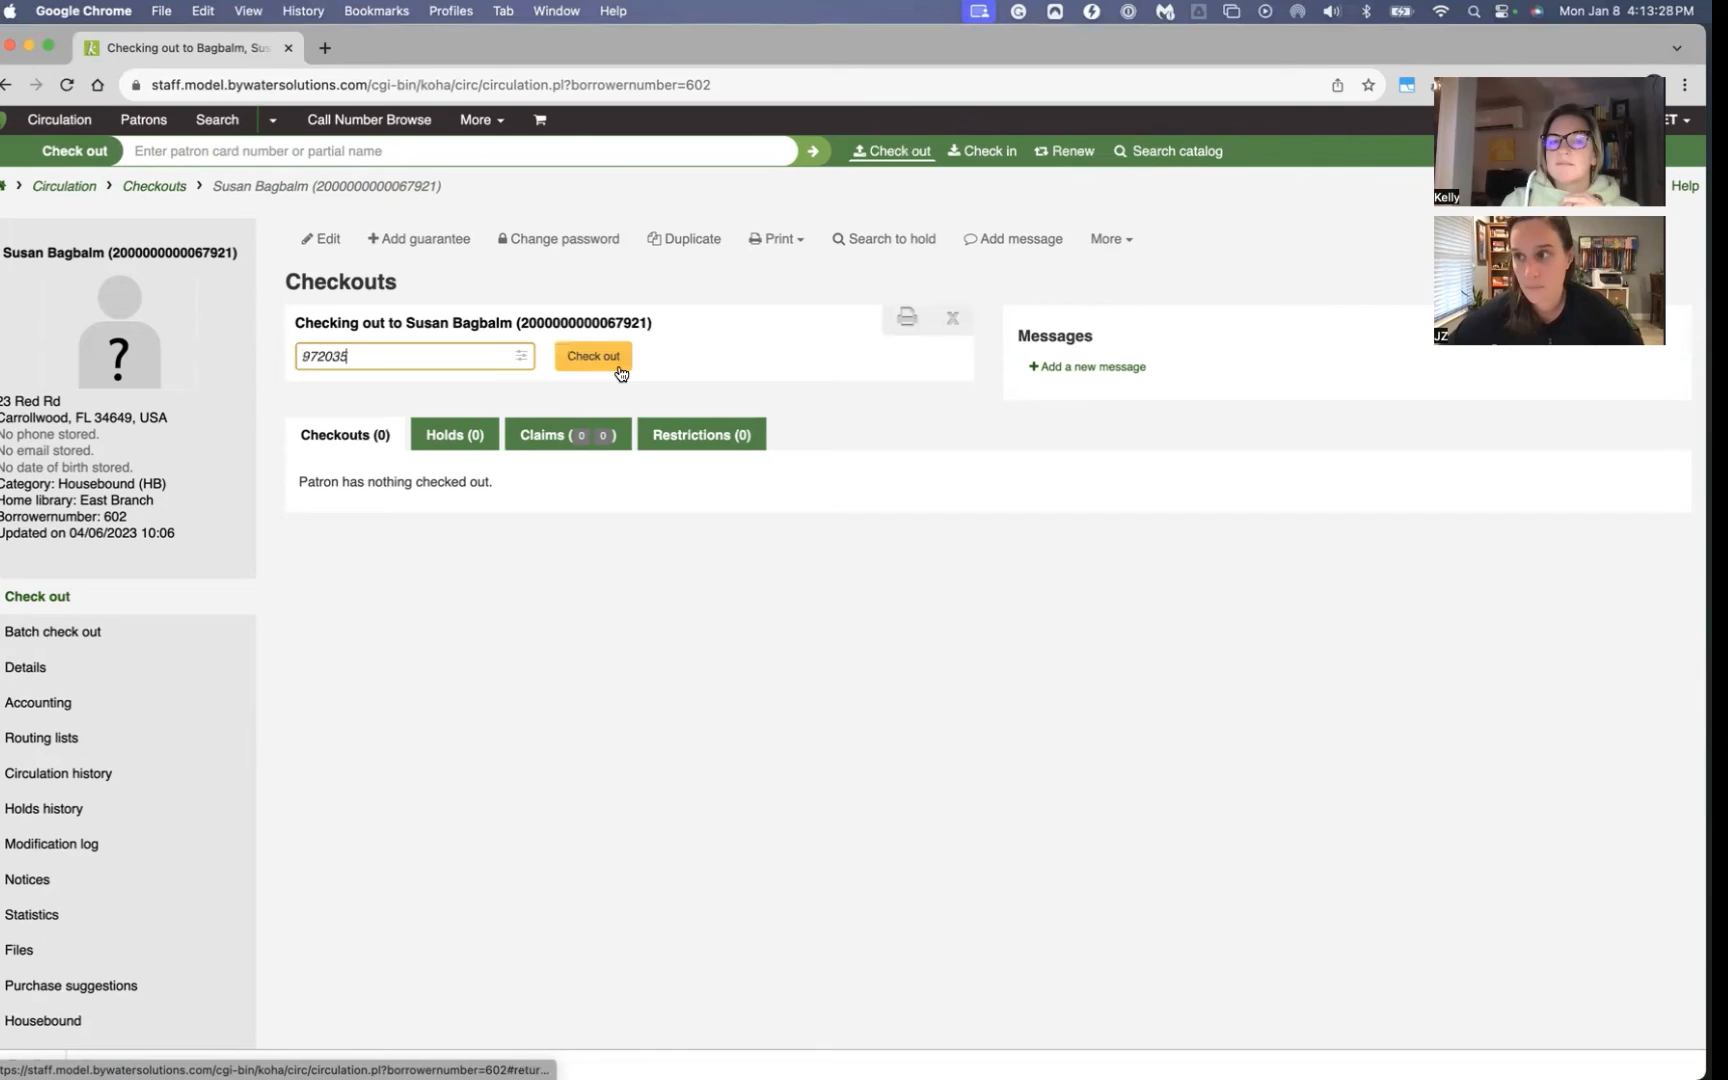 Google Chrome File Edit View History Bookmarks Profiles Tab Window Help Mon Jan 8 4:13:28 PM
Checking out to Bagbalm, Sus
staff.model.bywatersolutions.com/cgi-bin/koha/circ/circulation.pl?borrowernumber=602
Circulation Patrons Search Call Number Browse More
Check out Enter patron card number or partial name Check out Check in Renew Search catalog
Circulation Checkouts Susan Bagbalm (2000000000067921) Help
Kelly
JZ
Susan Bagbalm (2000000000067921)
?
23 Red Rd
Carrollwood, FL 34649, USA
No phone stored.
No email stored.
No date of birth stored.
Category: Housebound (HB)
Home library: East Branch
Borrowernumber: 602
Updated on 04/06/2023 10:06
Check out
Batch check out
Details
Accounting
Routing lists
Circulation history
Holds history
Modification log
Notices
Statistics
Files
Purchase suggestions
Housebound
Edit Add guarantee Change password Duplicate Print Search to hold Add message More
Checkouts
Checking out to Susan Bagbalm (2000000000067921)
972035 Check out
Messages
Add a new message
Checkouts (0) Holds (0) Claims ( 0 0 ) Restrictions (0)
Patron has nothing checked out.
tps://staff.model.bywatersolutions.com/cgi-bin/koha/circ/circulation.pl?borrowernumber=602#retur...